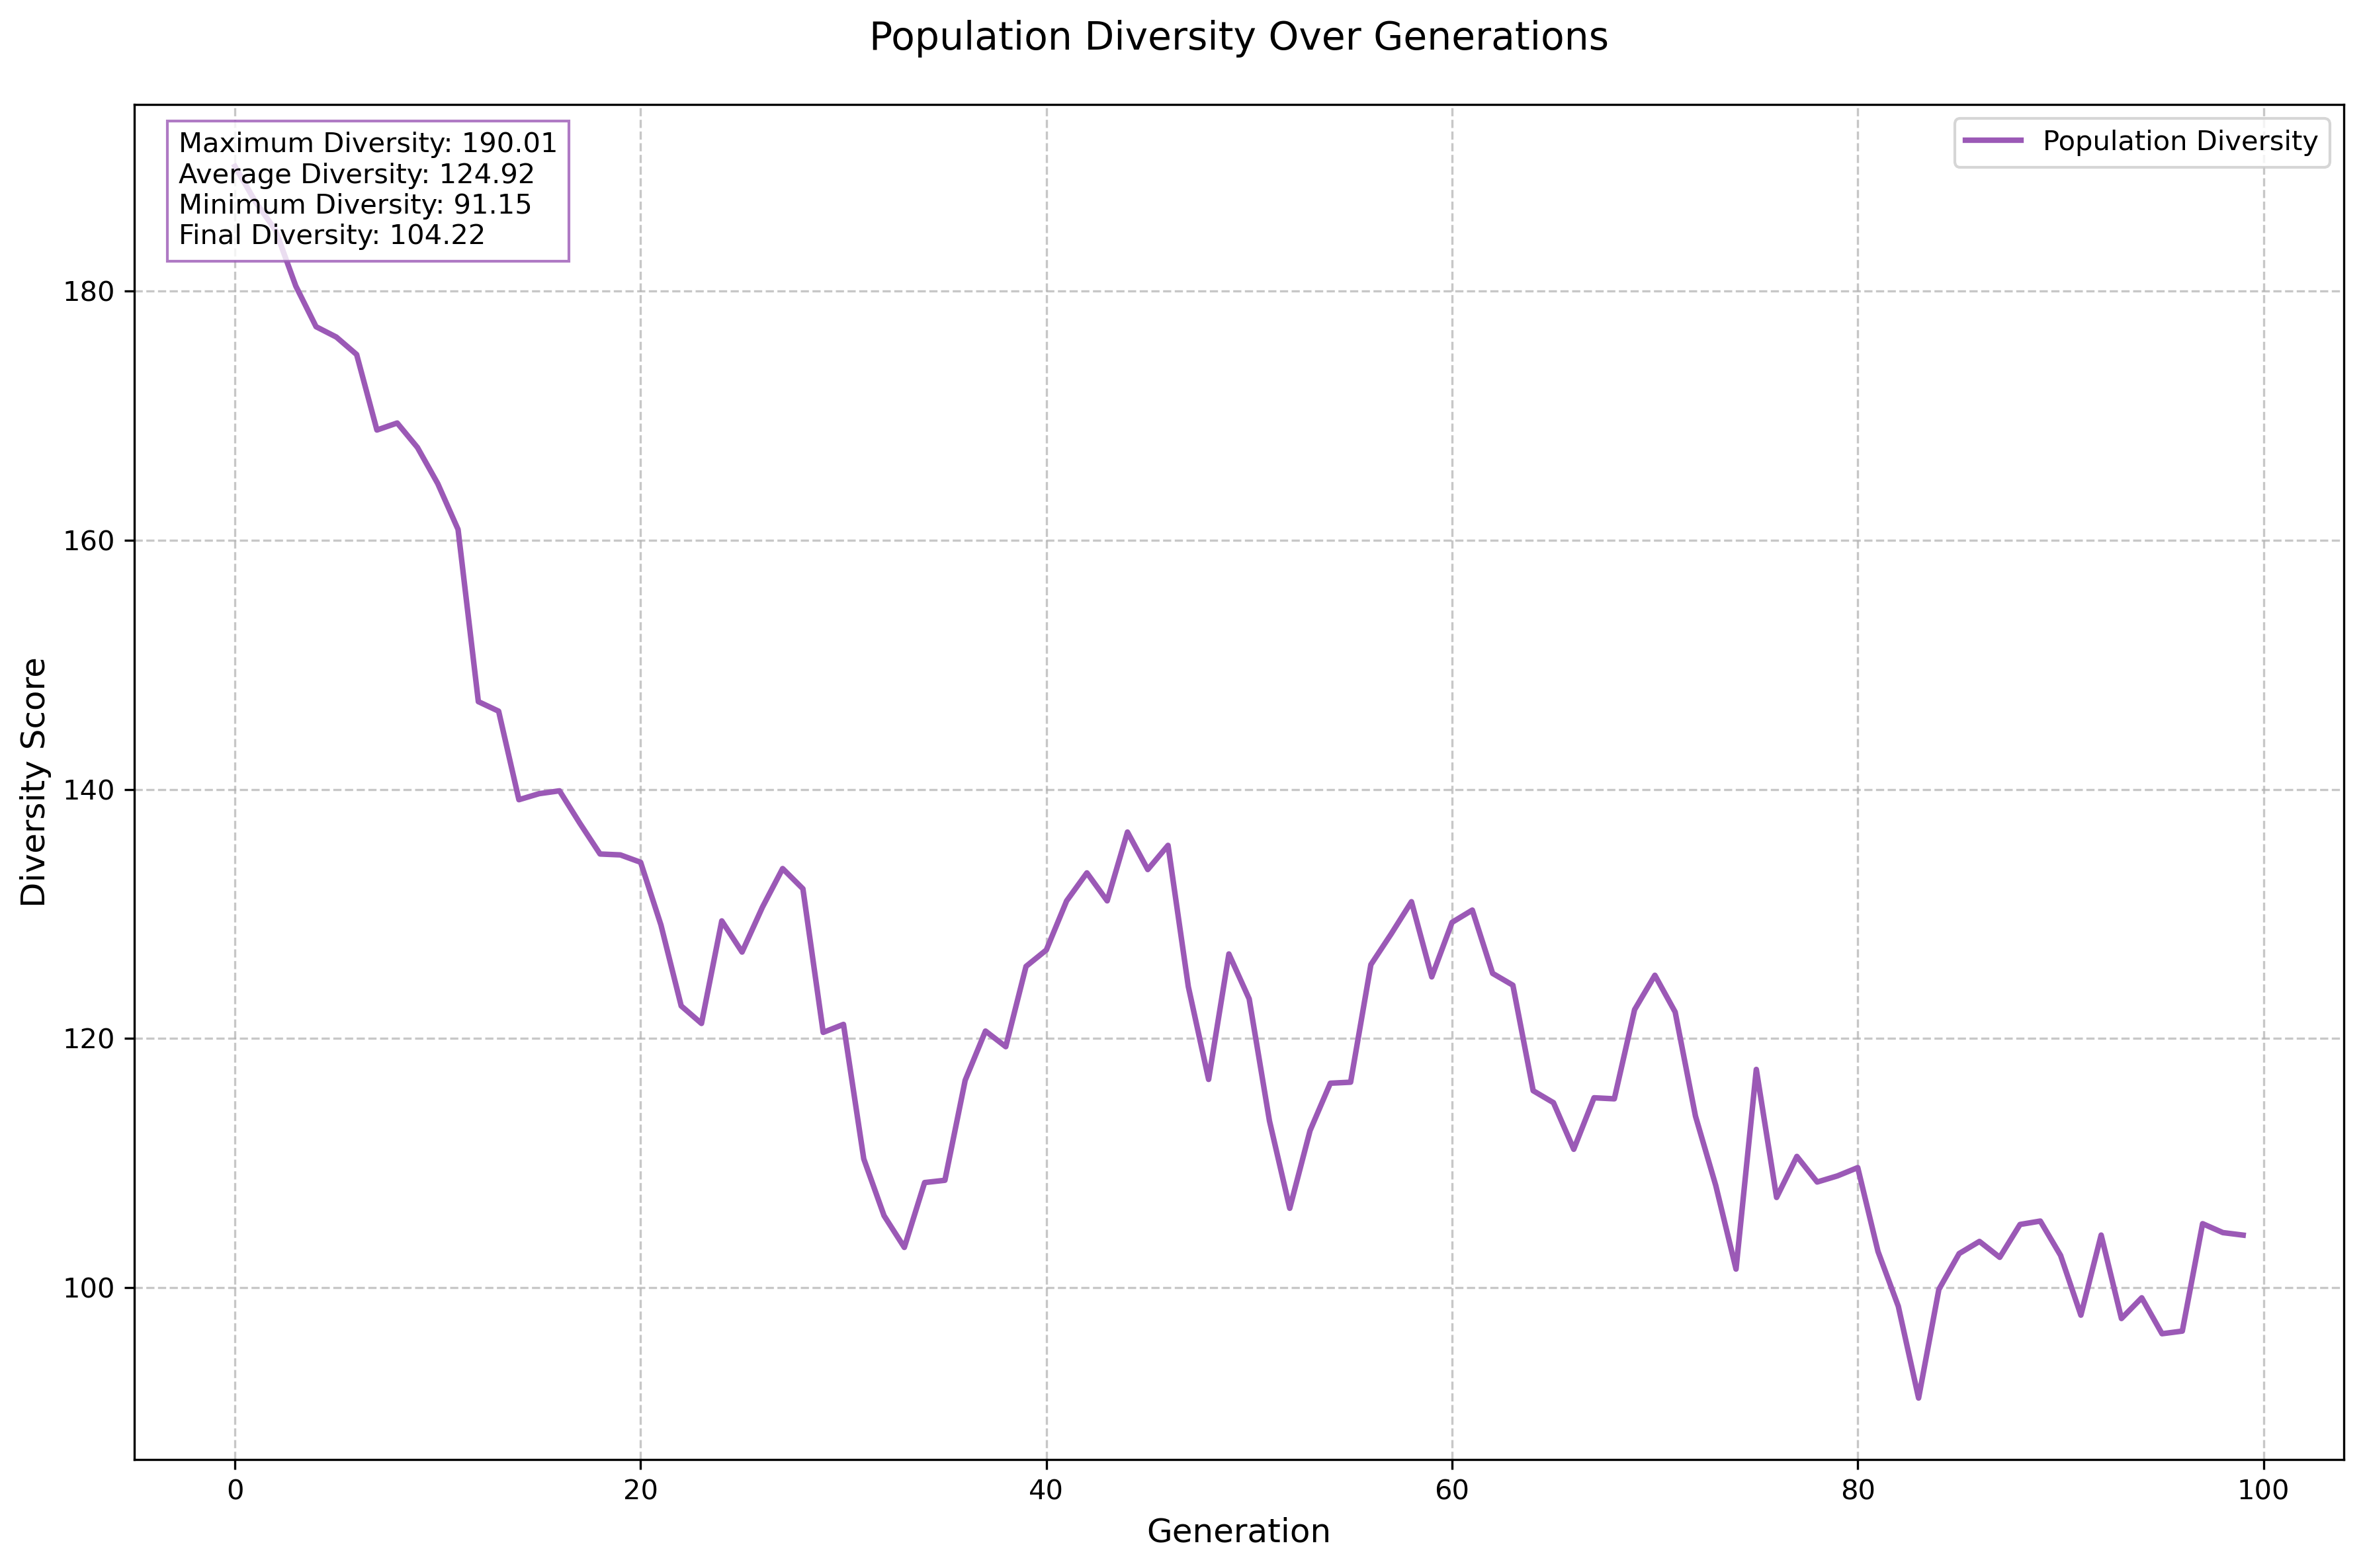 Population Diversity Over Generations
Maximum Diversity: 190.01
Average Diversity: 124.92
Minimum Diversity: 91.15
Final Diversity: 104.22
Population Diversity
180
160
140
120
100
Diversity Score
0 20 40 60 80 100
Generation